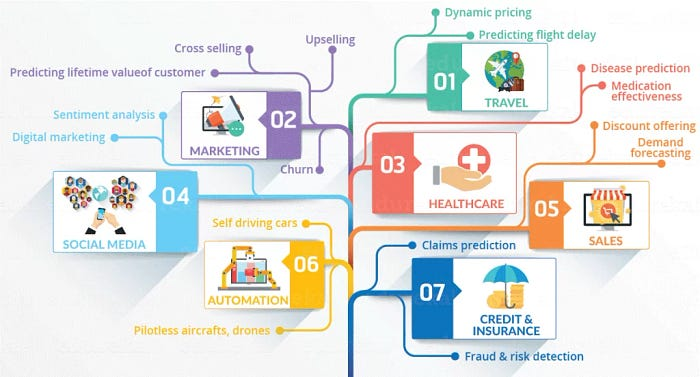 Dynamic pricing
Predicting flight delay
01
TRAVEL
Cross selling
Upselling
Predicting lifetime valueof customer
02
MARKETING
Churn
Disease prediction
Medication
effectiveness
03
HEALTHCARE
Sentiment analysis
Digital marketing
04
SOCIAL MEDIA
Discount offering
Demand
forecasting
05
SALES
Self driving cars
06
AUTOMATION
Pilotless aircrafts, drones
Claims prediction
07
CREDIT &
INSURANCE
Fraud & risk detection